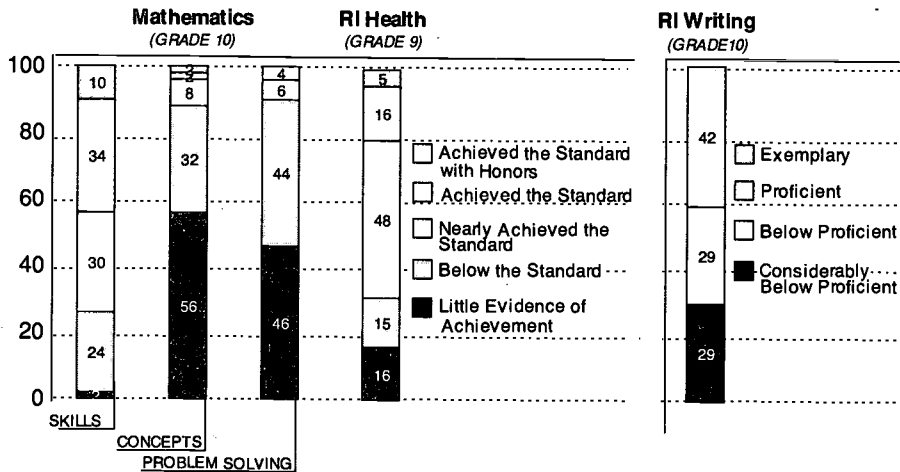 Mathematics
(GRADE 10)
RI Health
(GRADE 9)
RI Writing
(GRADE10)
100
80
60
40
20
0
10
34
30
24
2
2
2
8
32
56
4
6
44
46
5
16
48
15
16
Achieved the Standard
with Honors
Achieved the Standard
Nearly Achieved the
Standard
Below the Standard
Little Evidence of
Achievement
42
29
29
Exemplary
Proficient
Below Proficient
Considerably
Below Proficient
SKILLS
CONCEPTS
PROBLEM SOLVING